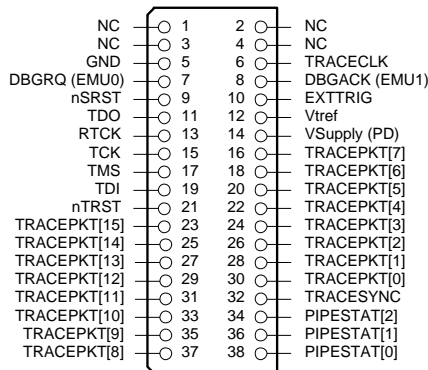 NC 1 2 NC
NC 3 4 NC
GND 5 6 TRACECLK
DBGRQ (EMU0) 7 8 DBGACK (EMU1)
nSRST 9 10 EXTTRIG
TDO 11 12 Vtref
RTCK 13 14 VSupply (PD)
TCK 15 16 TRACEPKT[7]
TMS 17 18 TRACEPKT[6]
TDI 19 20 TRACEPKT[5]
nTRST 21 22 TRACEPKT[4]
TRACEPKT[15] 23 24 TRACEPKT[3]
TRACEPKT[14] 25 26 TRACEPKT[2]
TRACEPKT[13] 27 28 TRACEPKT[1]
TRACEPKT[12] 29 30 TRACEPKT[0]
TRACEPKT[11] 31 32 TRACESYNC
TRACEPKT[10] 33 34 PIPESTAT[2]
TRACEPKT[9] 35 36 PIPESTAT[1]
TRACEPKT[8] 37 38 PIPESTAT[0]